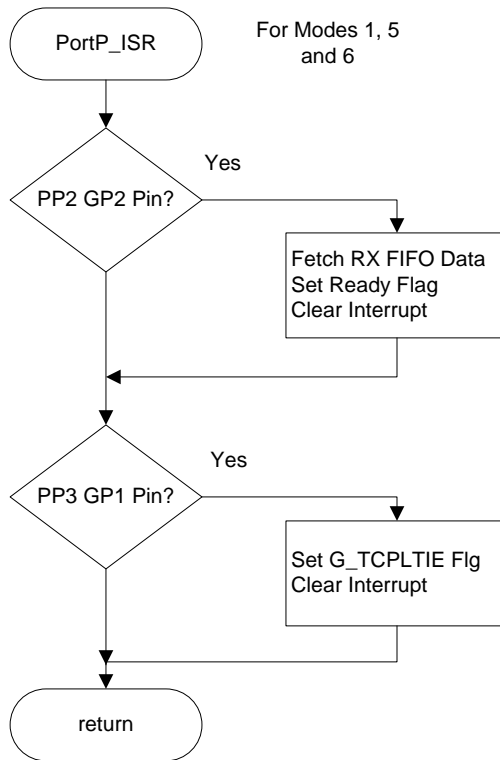 PortP_ISR
For Modes 1, 5
and 6
Yes
PP2 GP2 Pin?
Fetch RX FIFO Data
Set Ready Flag
Clear Interrupt
Yes
PP3 GP1 Pin?
Set G_TCPLTIE Flg
Clear Interrupt
return